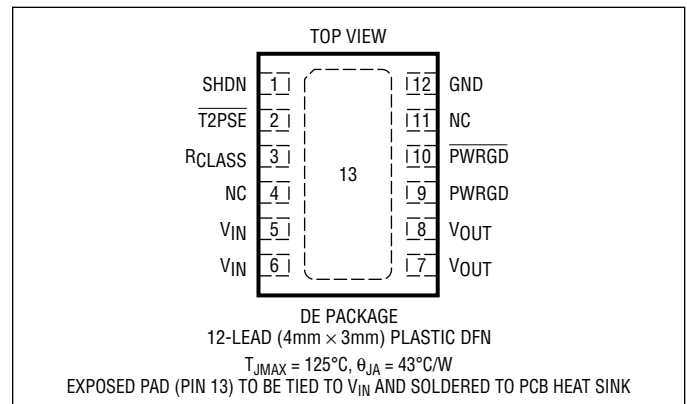 TOP VIEW
SHDN 1 12 GND
T2PSE 2 11 NC
RCLASS 3 10 PWRGD
13
NC 4 9 PWRGD
VIN 5 8 VOUT
VIN 6 7 VOUT
DE PACKAGE
12-LEAD (4mm × 3mm) PLASTIC DFN
TJMAX = 125°C, θJA = 43°C/W
EXPOSED PAD (PIN 13) TO BE TIED TO VIN AND SOLDERED TO PCB HEAT SINK